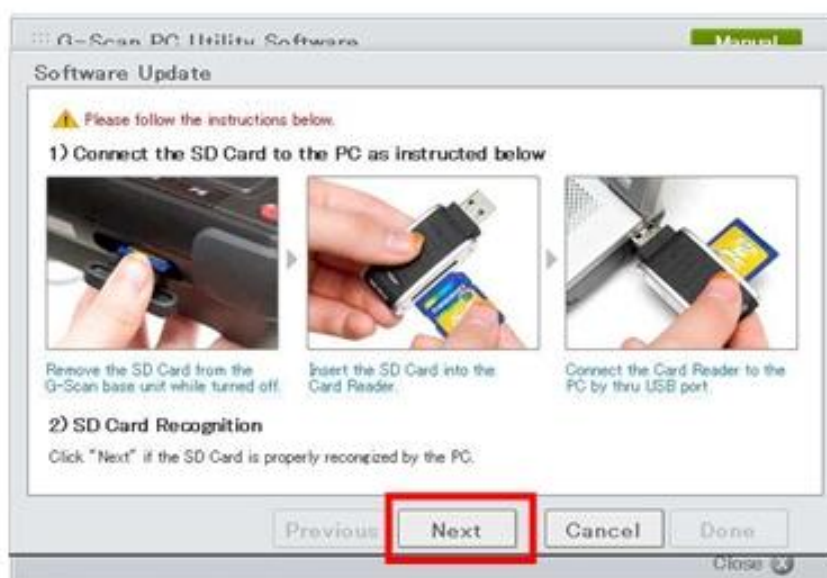 G-Scan PC Utility Software
Manual
Software Update
Please follow the instructions below.
1) Connect the SD Card to the PC as instructed below
Remove the SD Card from the
G-Scan base unit while turned off.
Insert the SD Card into the
Card Reader.
Connect the Card Reader to the
PC by thru USB port.
2) SD Card Recognition
Click "Next" if the SD Card is properly recongized by the PC.
Previous
Next
Cancel
Done
Close